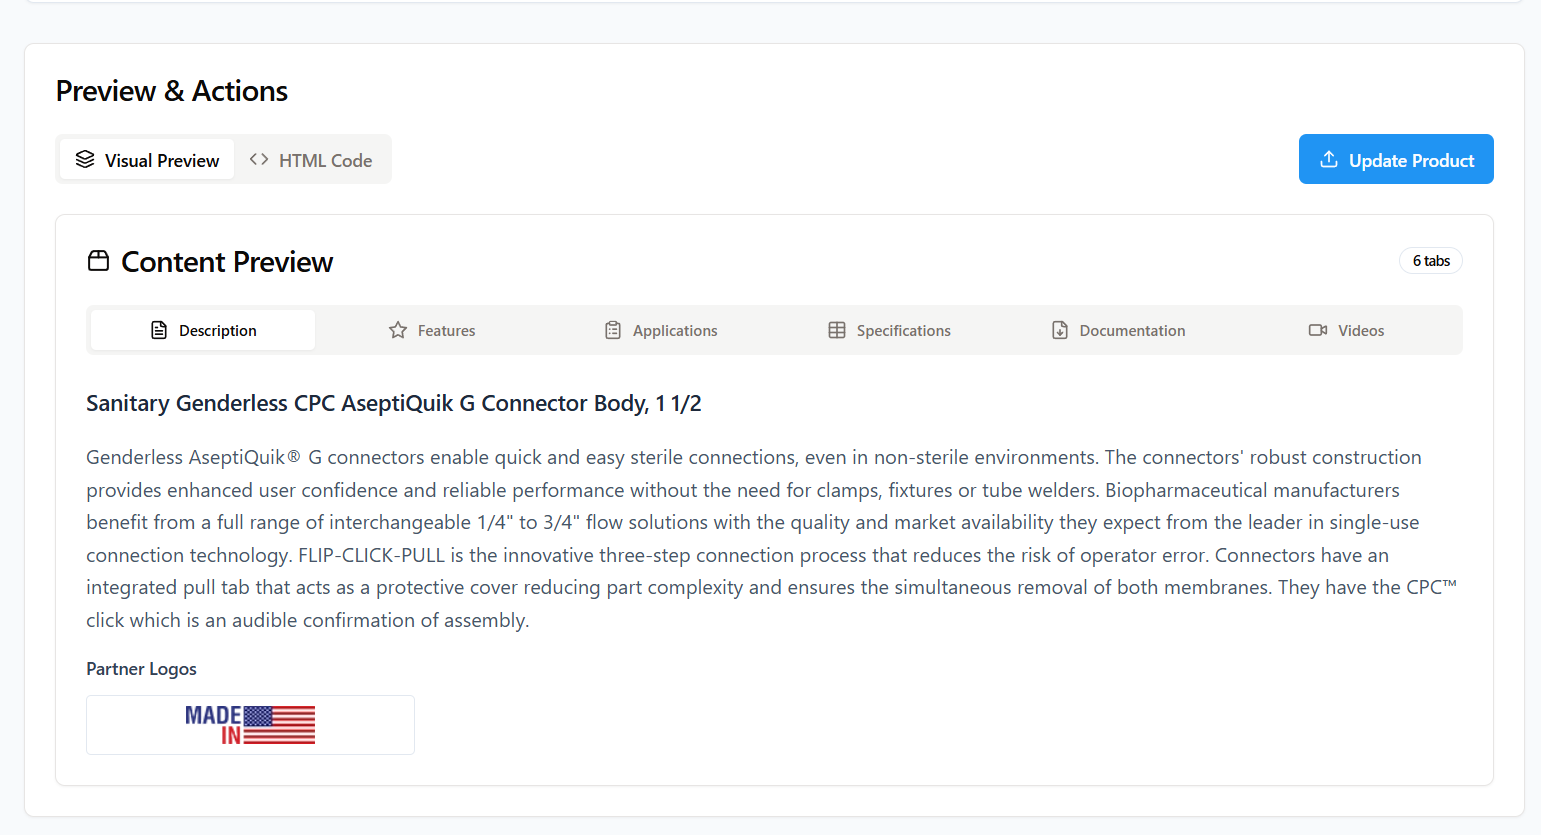 Preview & Actions
Visual Preview
HTML Code
Update Product
Content Preview
6 tabs
Description
Features
Applications
Specifications
Documentation
Videos
Sanitary Genderless CPC AseptiQuik G Connector Body, 1 1/2
Genderless AseptiQuik® G connectors enable quick and easy sterile connections, even in non-sterile environments. The connectors' robust construction
provides enhanced user confidence and reliable performance without the need for clamps, fixtures or tube welders. Biopharmaceutical manufacturers
benefit from a full range of interchangeable 1/4" to 3/4" flow solutions with the quality and market availability they expect from the leader in single-use
connection technology. FLIP-CLICK-PULL is the innovative three-step connection process that reduces the risk of operator error. Connectors have an
integrated pull tab that acts as a protective cover reducing part complexity and ensures the simultaneous removal of both membranes. They have the CPC™
click which is an audible confirmation of assembly.
Partner Logos
MADE
IN